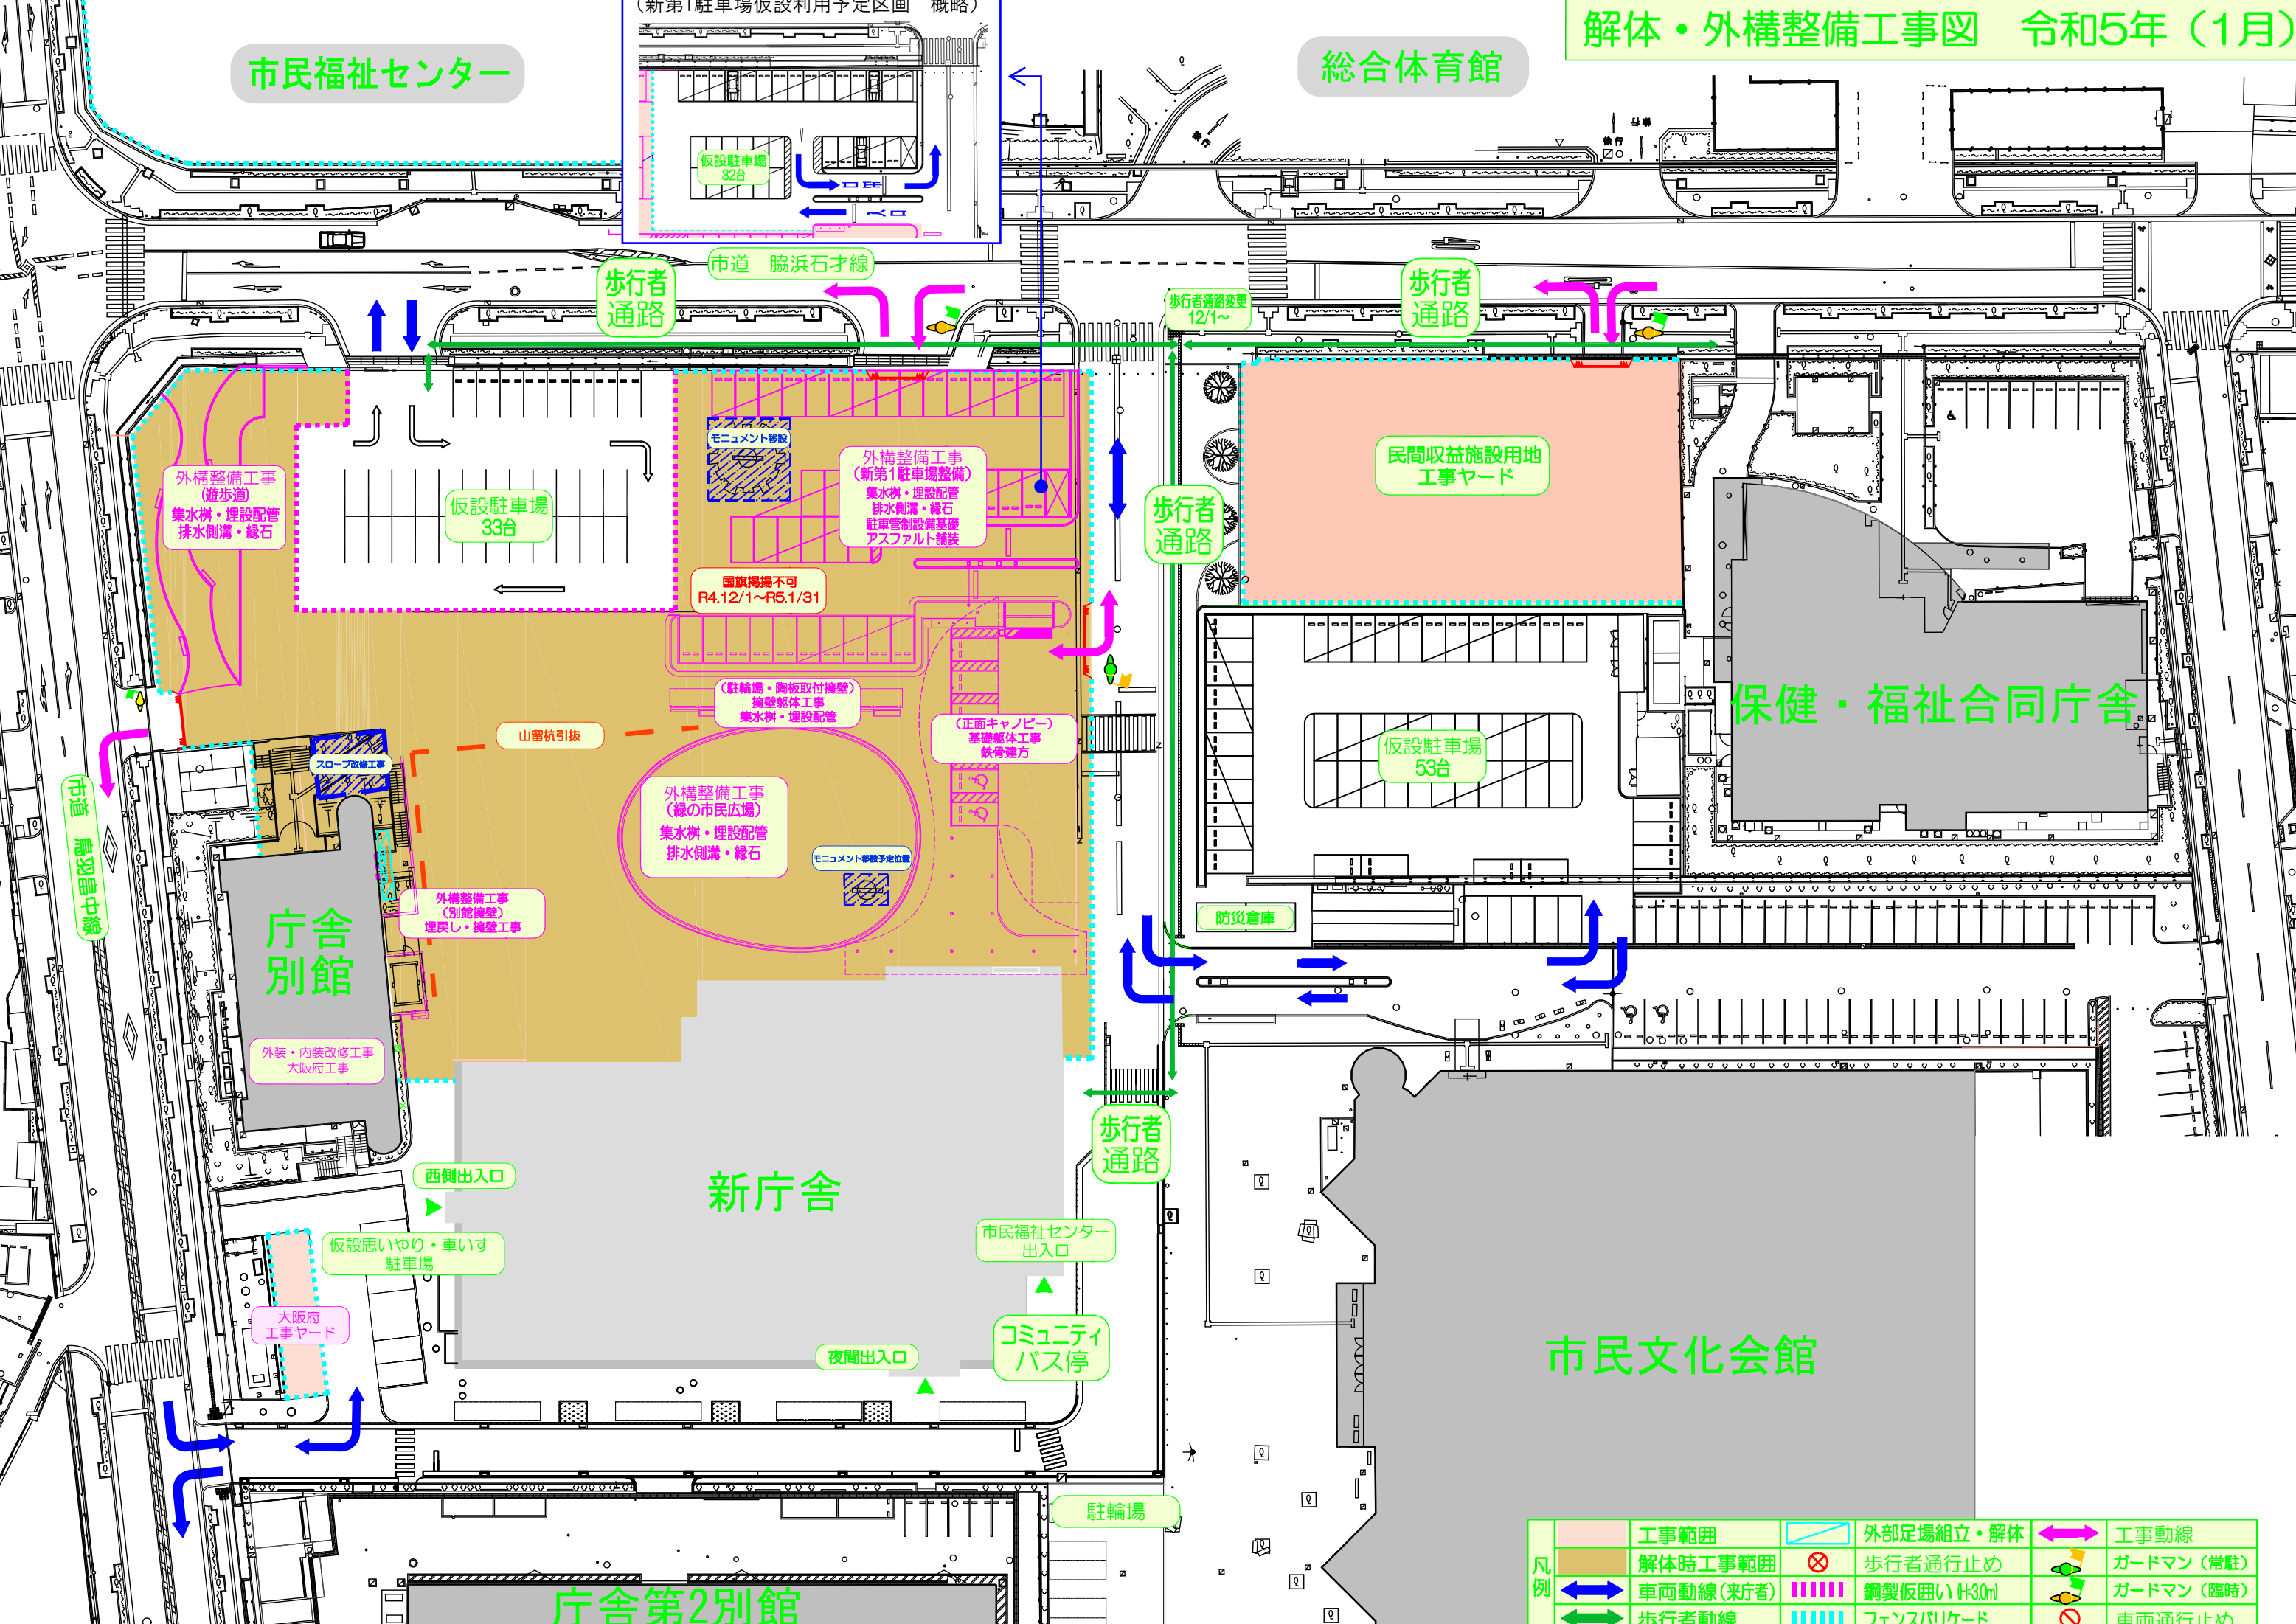 （新第1駐車場仮設利用予定区画　概略）
解体・外構整備工事図　令和5年（1月）
市民福祉センター
総合体育館
仮設駐車場
32台
徐行
徐行
徐行
市道　脇浜石才線
歩行者
通路
歩行者通路変更
12/1～
歩行者
通路
モニュメント移設
外構整備工事
（新第1駐車場整備）
集水桝・埋設配管
排水側溝・縁石
駐車管制設備基礎
アスファルト舗装
外構整備工事
（遊歩道）
集水桝・埋設配管
排水側溝・縁石
仮設駐車場
33台
民間収益施設用地
工事ヤード
歩行者
通路
国旗掲揚不可
R4.12/1～R5.1/31
（駐輪場・陶板取付擁壁）
擁壁躯体工事
集水桝・埋設配管
（正面キャノピー）
基礎躯体工事
鉄骨建方
山留杭引抜
保健・福祉合同庁舎
仮設駐車場
53台
スロープ改修工事
市道　鳥羽畠中線
外構整備工事
（緑の市民広場）
集水桝・埋設配管
排水側溝・縁石
モニュメント移設予定位置
外構整備工事
（別館擁壁）
埋戻し・擁壁工事
防災倉庫
庁舎
別館
外装・内装改修工事
大阪府工事
歩行者
通路
西側出入口
新庁舎
仮設思いやり・車いす
駐車場
市民福祉センター
出入口
大阪府
工事ヤード
コミュニティ
バス停
夜間出入口
市民文化会館
駐輪場
庁舎第2別館
凡例
工事範囲
外部足場組立・解体
工事動線
解体時工事範囲
歩行者通行止め
ガードマン（常駐）
車両動線（来庁者）
鋼製仮囲い（H3.0m）
ガードマン（臨時）
歩行者動線
フェンスバリケード
車両通行止め